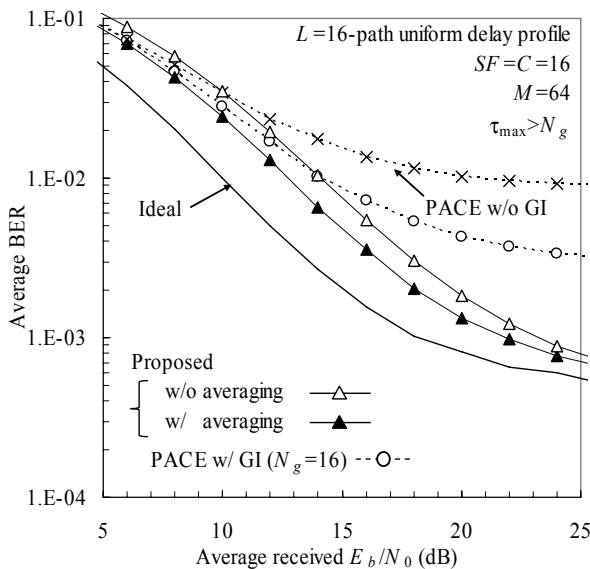 1.E-01
L =16-path uniform delay profile
SF =C =16
M =64
τmax>Ng
1.E-02
PACE w/o GI
Ideal
Average BER
1.E-03
Proposed
w/o averaging
w/ averaging
PACE w/ GI (Ng=16)
1.E-04
5 10 15 20 25
Average received Eb/N0 (dB)